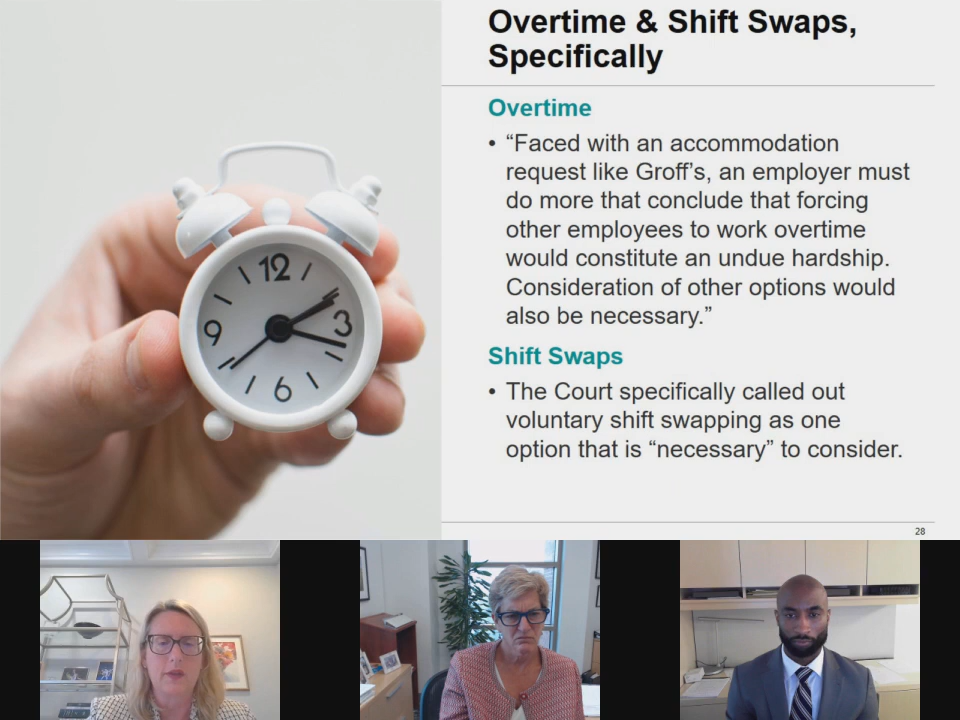 Overtime & Shift Swaps,
Specifically
Overtime
• “Faced with an accommodation
request like Groff’s, an employer must
do more that conclude that forcing
other employees to work overtime
would constitute an undue hardship.
Consideration of other options would
also be necessary.”
Shift Swaps
• The Court specifically called out
voluntary shift swapping as one
option that is “necessary” to consider.
28
12
3
6
9